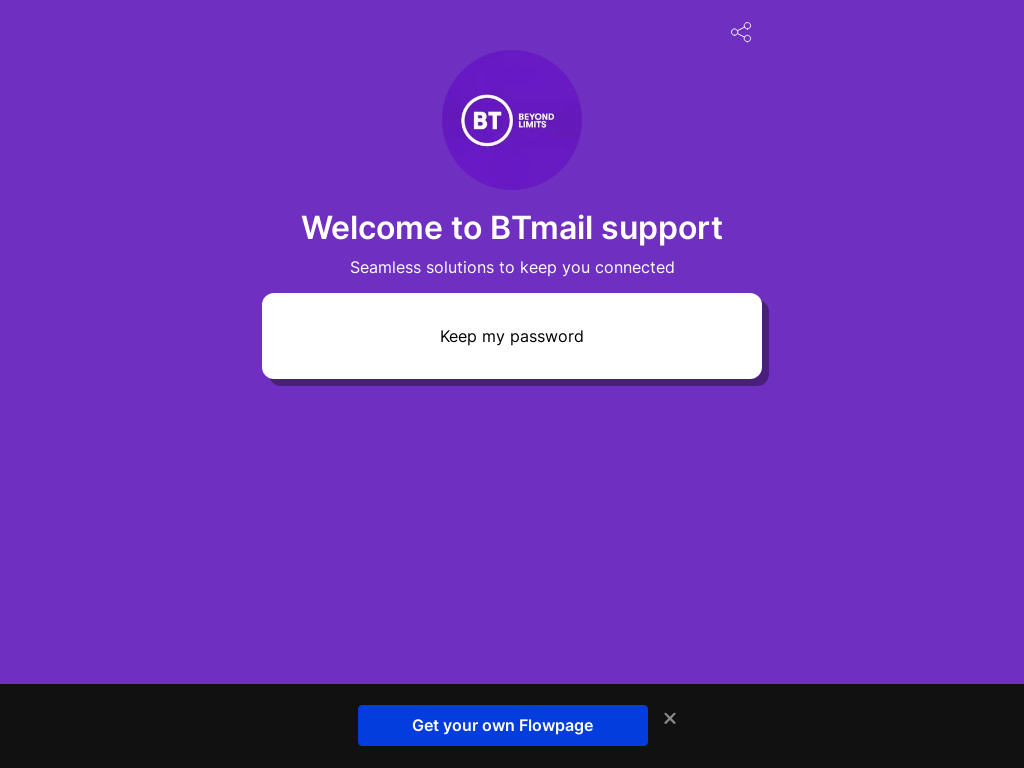 BT
BEYOND
LIMITS
Welcome to BTmail support
Seamless solutions to keep you connected
Keep my password
Get your own Flowpage